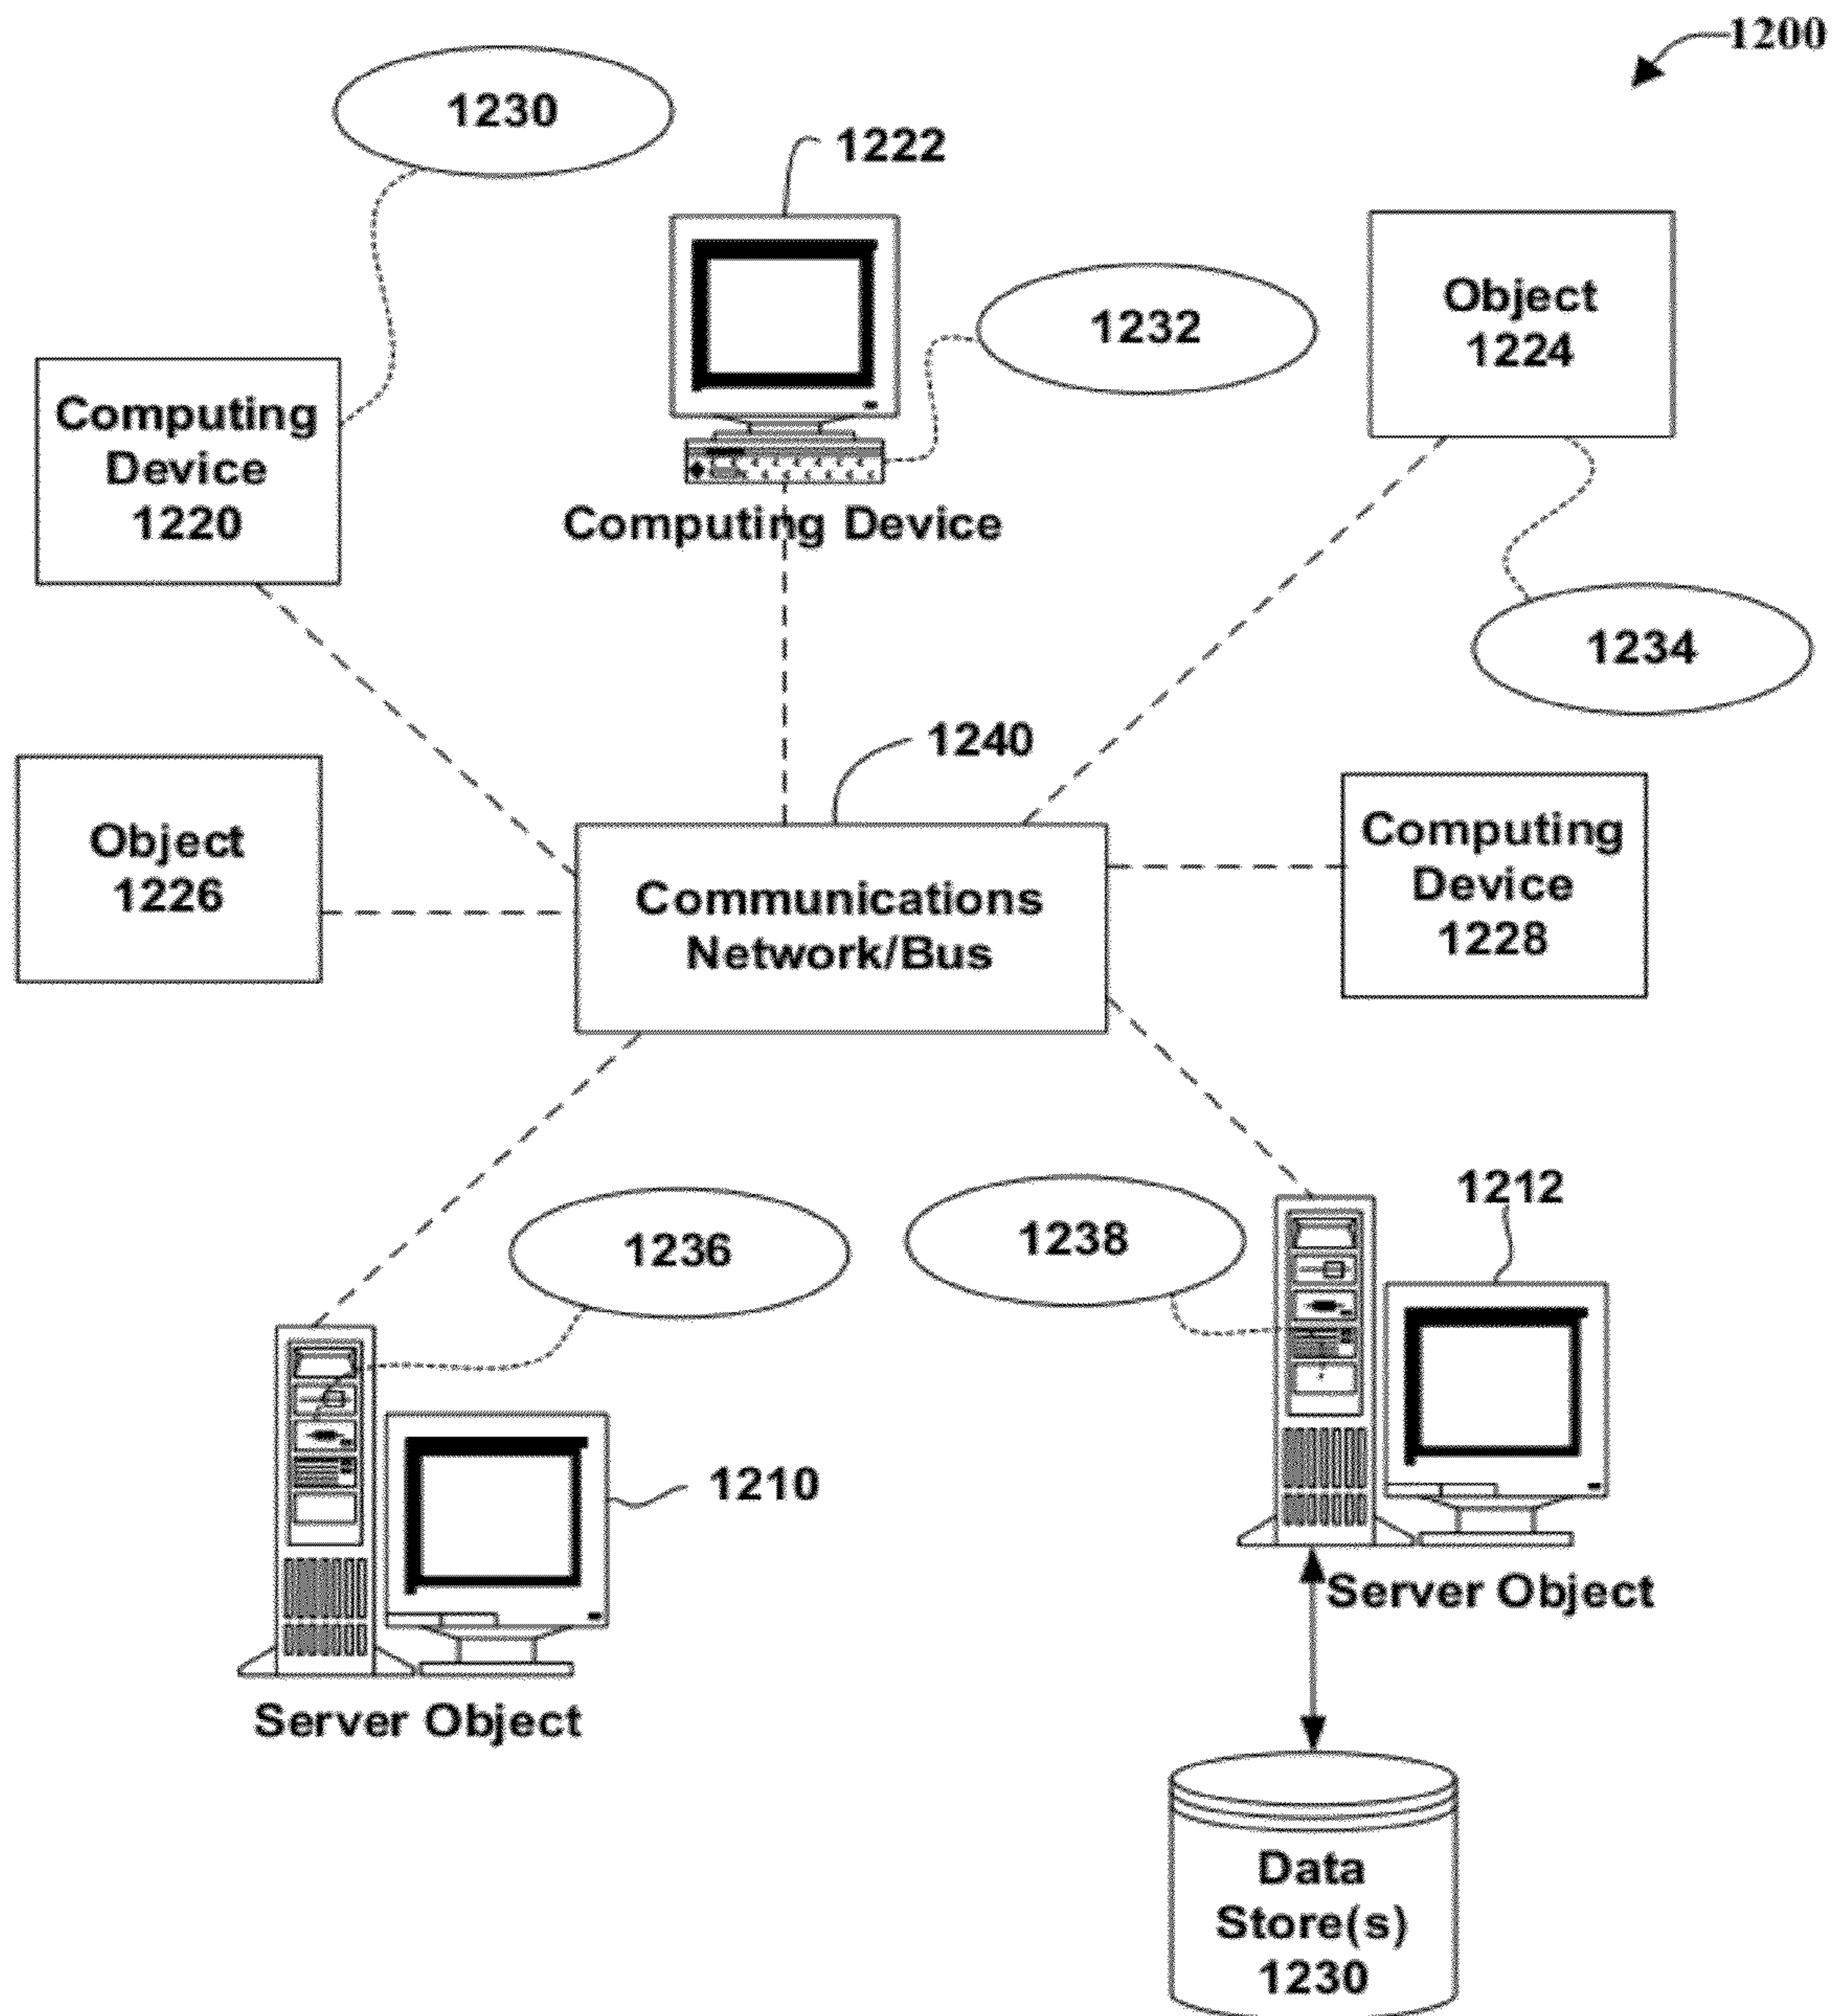 1200
1230
1222
1232
Object
1224
Computing
Device
1220
Computing Device
1234
1240
Object
1226
Computing
Device
1228
Communications
Network/Bus
1236
1238
1212
1210
Server Object
Server Object
Data
Store(s)
1230